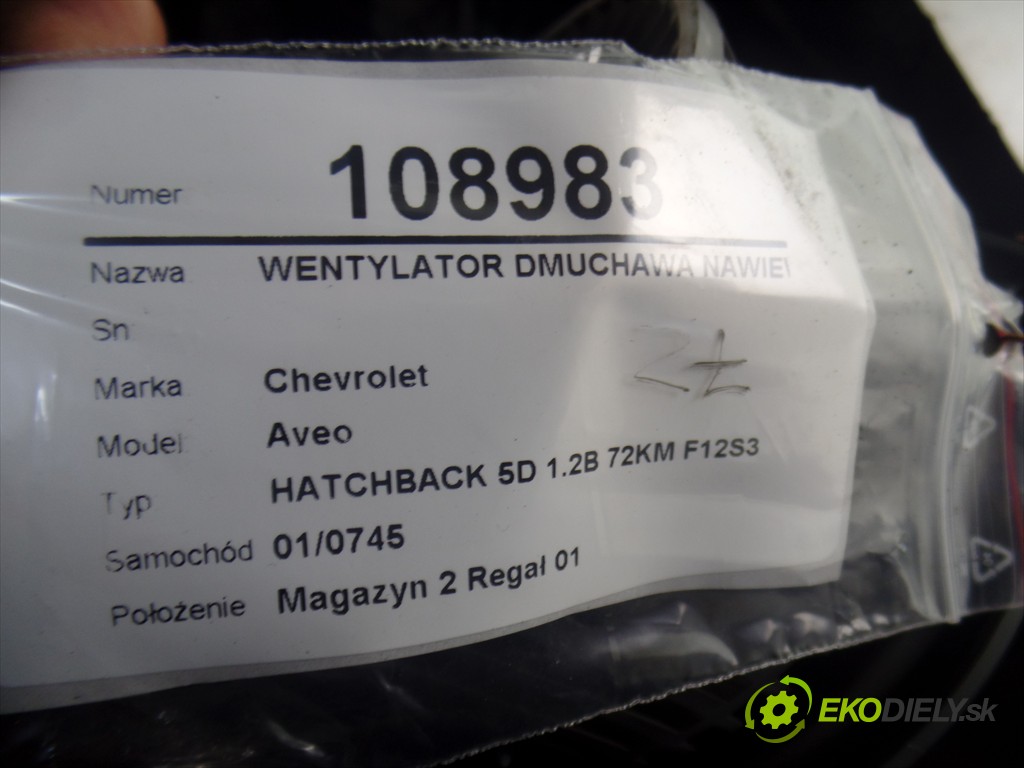 Numer 108983
Nazwa WENTYLATOR DMUCHAWA NAWIEW
Sn
Marka Chevrolet
Model Aveo
Typ HATCHBACK 5D 1.2B 72KM F12S3
Samochód 01/0745
Położenie Magazyn 2 Regał 01
EKODIELY.sk